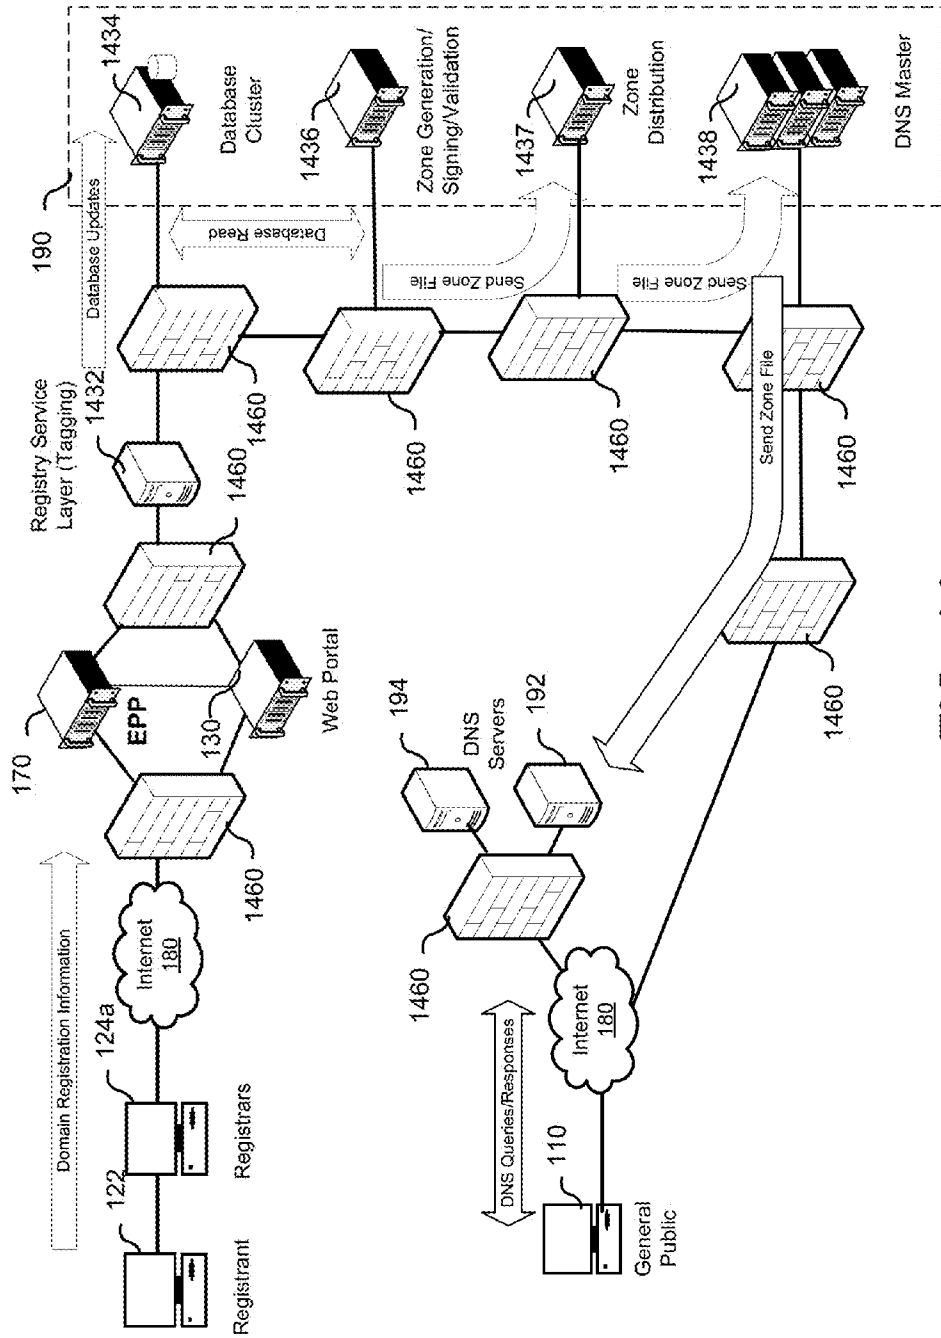 Domain Registration Information
170
Database Updates
190
122
124a
Internet
180
EPP
130
Registry Service
Layer (Tagging)
1432
1434
Registrant
Registrars
1460
Web Portal
1460
1460
Database
Cluster
Database Read
1436
1460
Zone Generation/
Signing/Validation
Send Zone File
1437
1460
Zone
Distribution
Send Zone File
1438
DNS Queries/Responses
1460
194
DNS
Servers
192
110
Internet
180
General
Public
Send Zone File
1460
1460
DNS Master